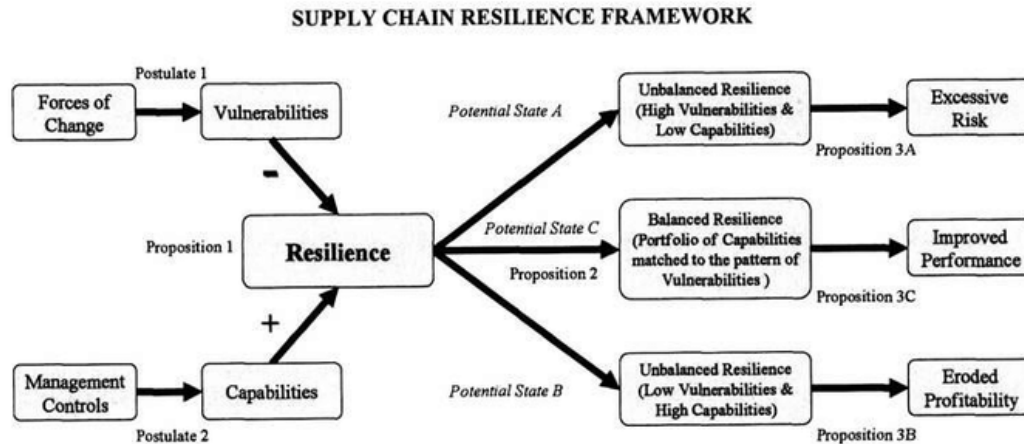 SUPPLY CHAIN RESILIENCE FRAMEWORK
Postulate 1
Forces of
Change
Vulnerabilities
-
Proposition 1
Resilience
+
Management
Controls
Capabilities
Postulate 2
Potential State A
Unbalanced Resilience
(High Vulnerabilities &
Low Capabilities)
Proposition 3A
Excessive
Risk
Potential State C
Proposition 2
Balanced Resilience
(Portfolio of Capabilities
matched to the pattern of
Vulnerabilities )
Proposition 3C
Improved
Performance
Potential State B
Unbalanced Resilience
(Low Vulnerabilities &
High Capabilities)
Proposition 3B
Eroded
Profitability